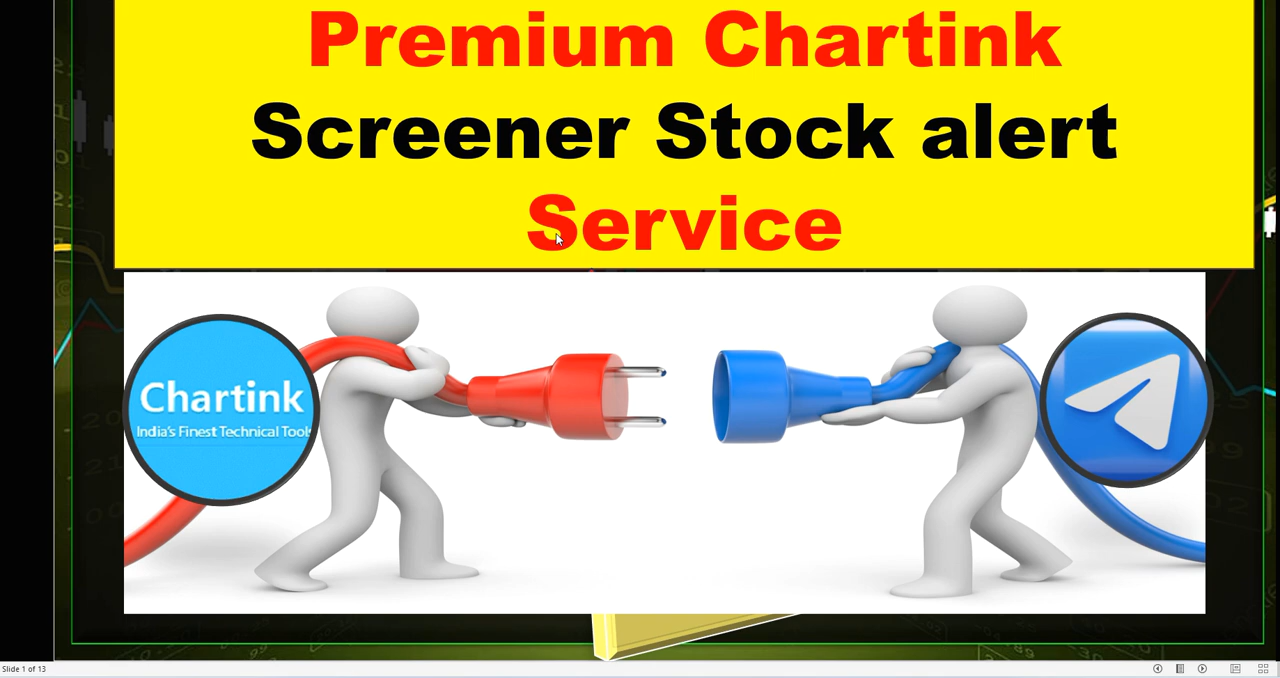 Premium Chartink
Screener Stock alert
Service
Chartink
India's Finest Technical Tools
Slide 1 of 13